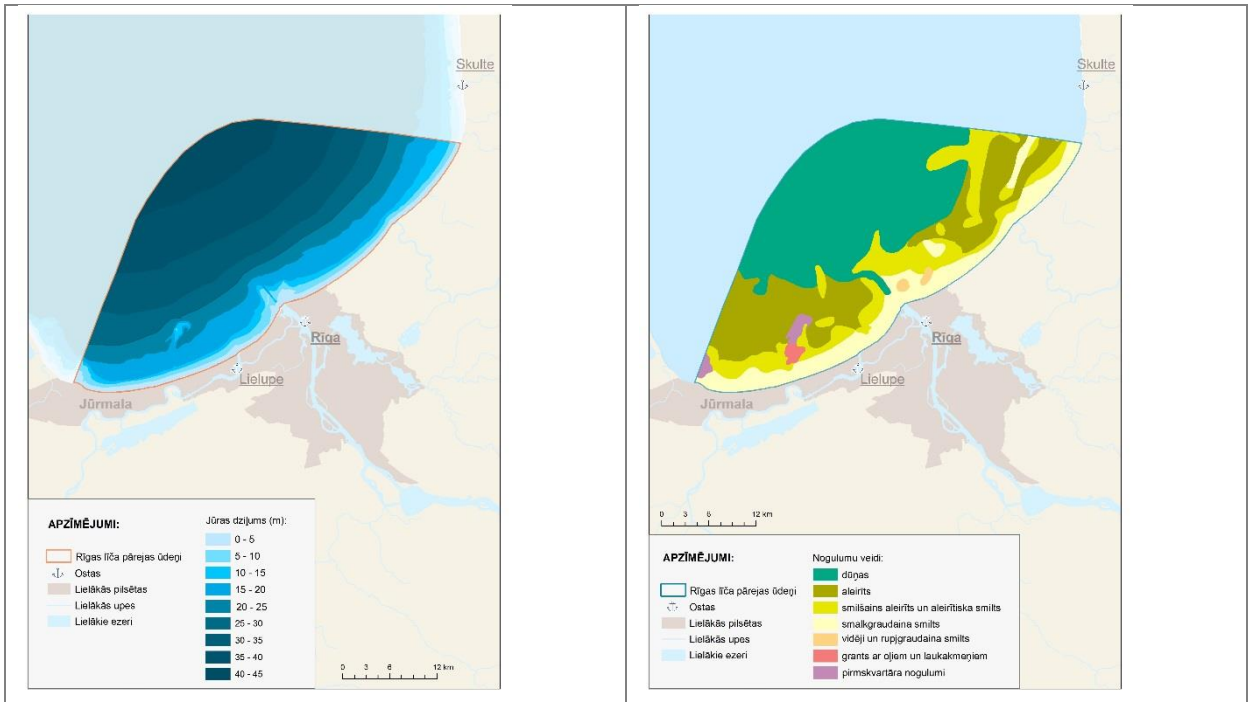 Skulte
Rīga
Lielupe
Jūrmala
APZĪMĒJUMI:
Rīgas līča pārejas ūdeņi
Ostas
Lielākās pilsētas
Lielākās upes
Lielākie ezeri
Jūras dziļums (m):
0 - 5
5 - 10
10 - 15
15 - 20
20 - 25
25 - 30
30 - 35
35 - 40
40 - 45
0 3 6 12 km
Skulte
Rīga
Lielupe
Jūrmala
0 3 6 12 km
APZĪMĒJUMI:
Rīgas līča pārejas ūdeņi
Ostas
Lielākās pilsētas
Lielākās upes
Lielākie ezeri
Nogulumu veidi:
dūņas
aleirīts
smilšains aleirīts un aleirītiska smilts
smalkgraudaina smilts
vidēji un rupjgraudaina smilts
grants ar oļiem un laukakmeņiem
pirmskvartāra nogulumi